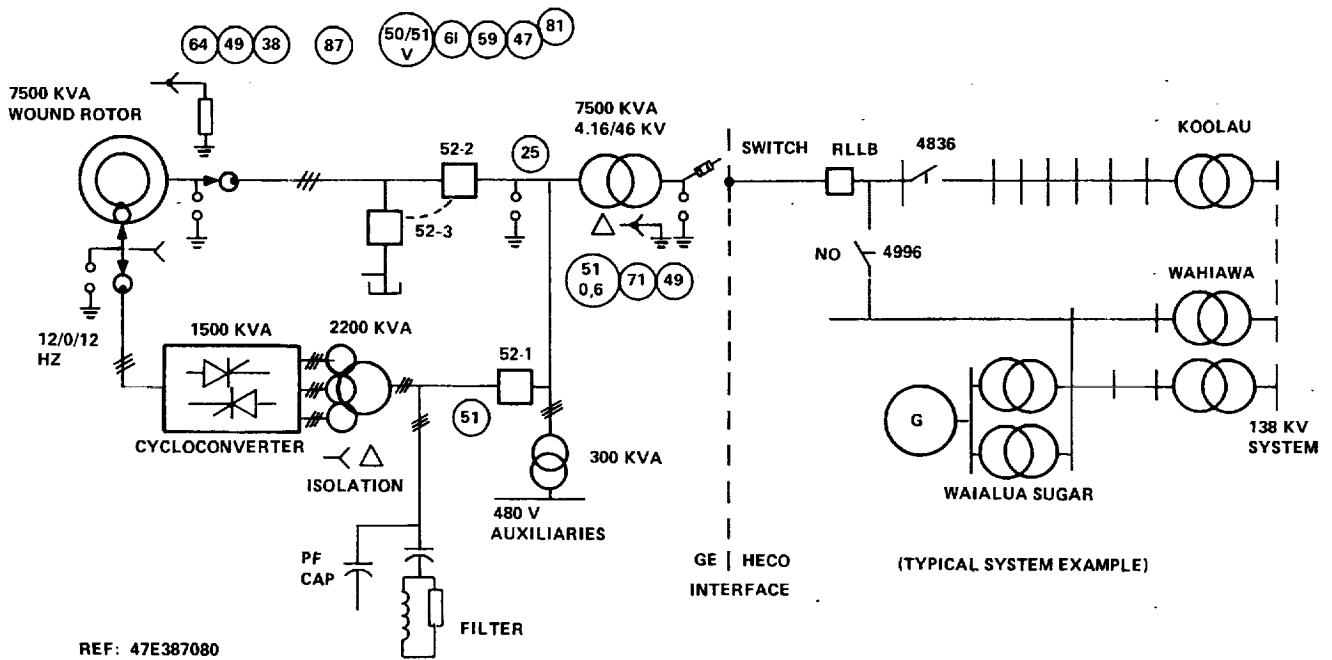 64 49 38 87 50/51 V 6I 59 47 81
7500 KVA
WOUND ROTOR
52-2
25
7500 KVA
4.16/46 KV
SWITCH
RLLB
4836
KOOLAU
52-3
51
0,6
71 49
NO
4996
WAHIAWA
12/0/12
HZ
1500 KVA
2200 KVA
52-1
51
CYCLOCONVERTER
ISOLATION
300 KVA
G
138 KV
SYSTEM
WAIALUA SUGAR
480 V
AUXILIARIES
PF
CAP
GE HECO
INTERFACE
(TYPICAL SYSTEM EXAMPLE)
FILTER
REF: 47E387080